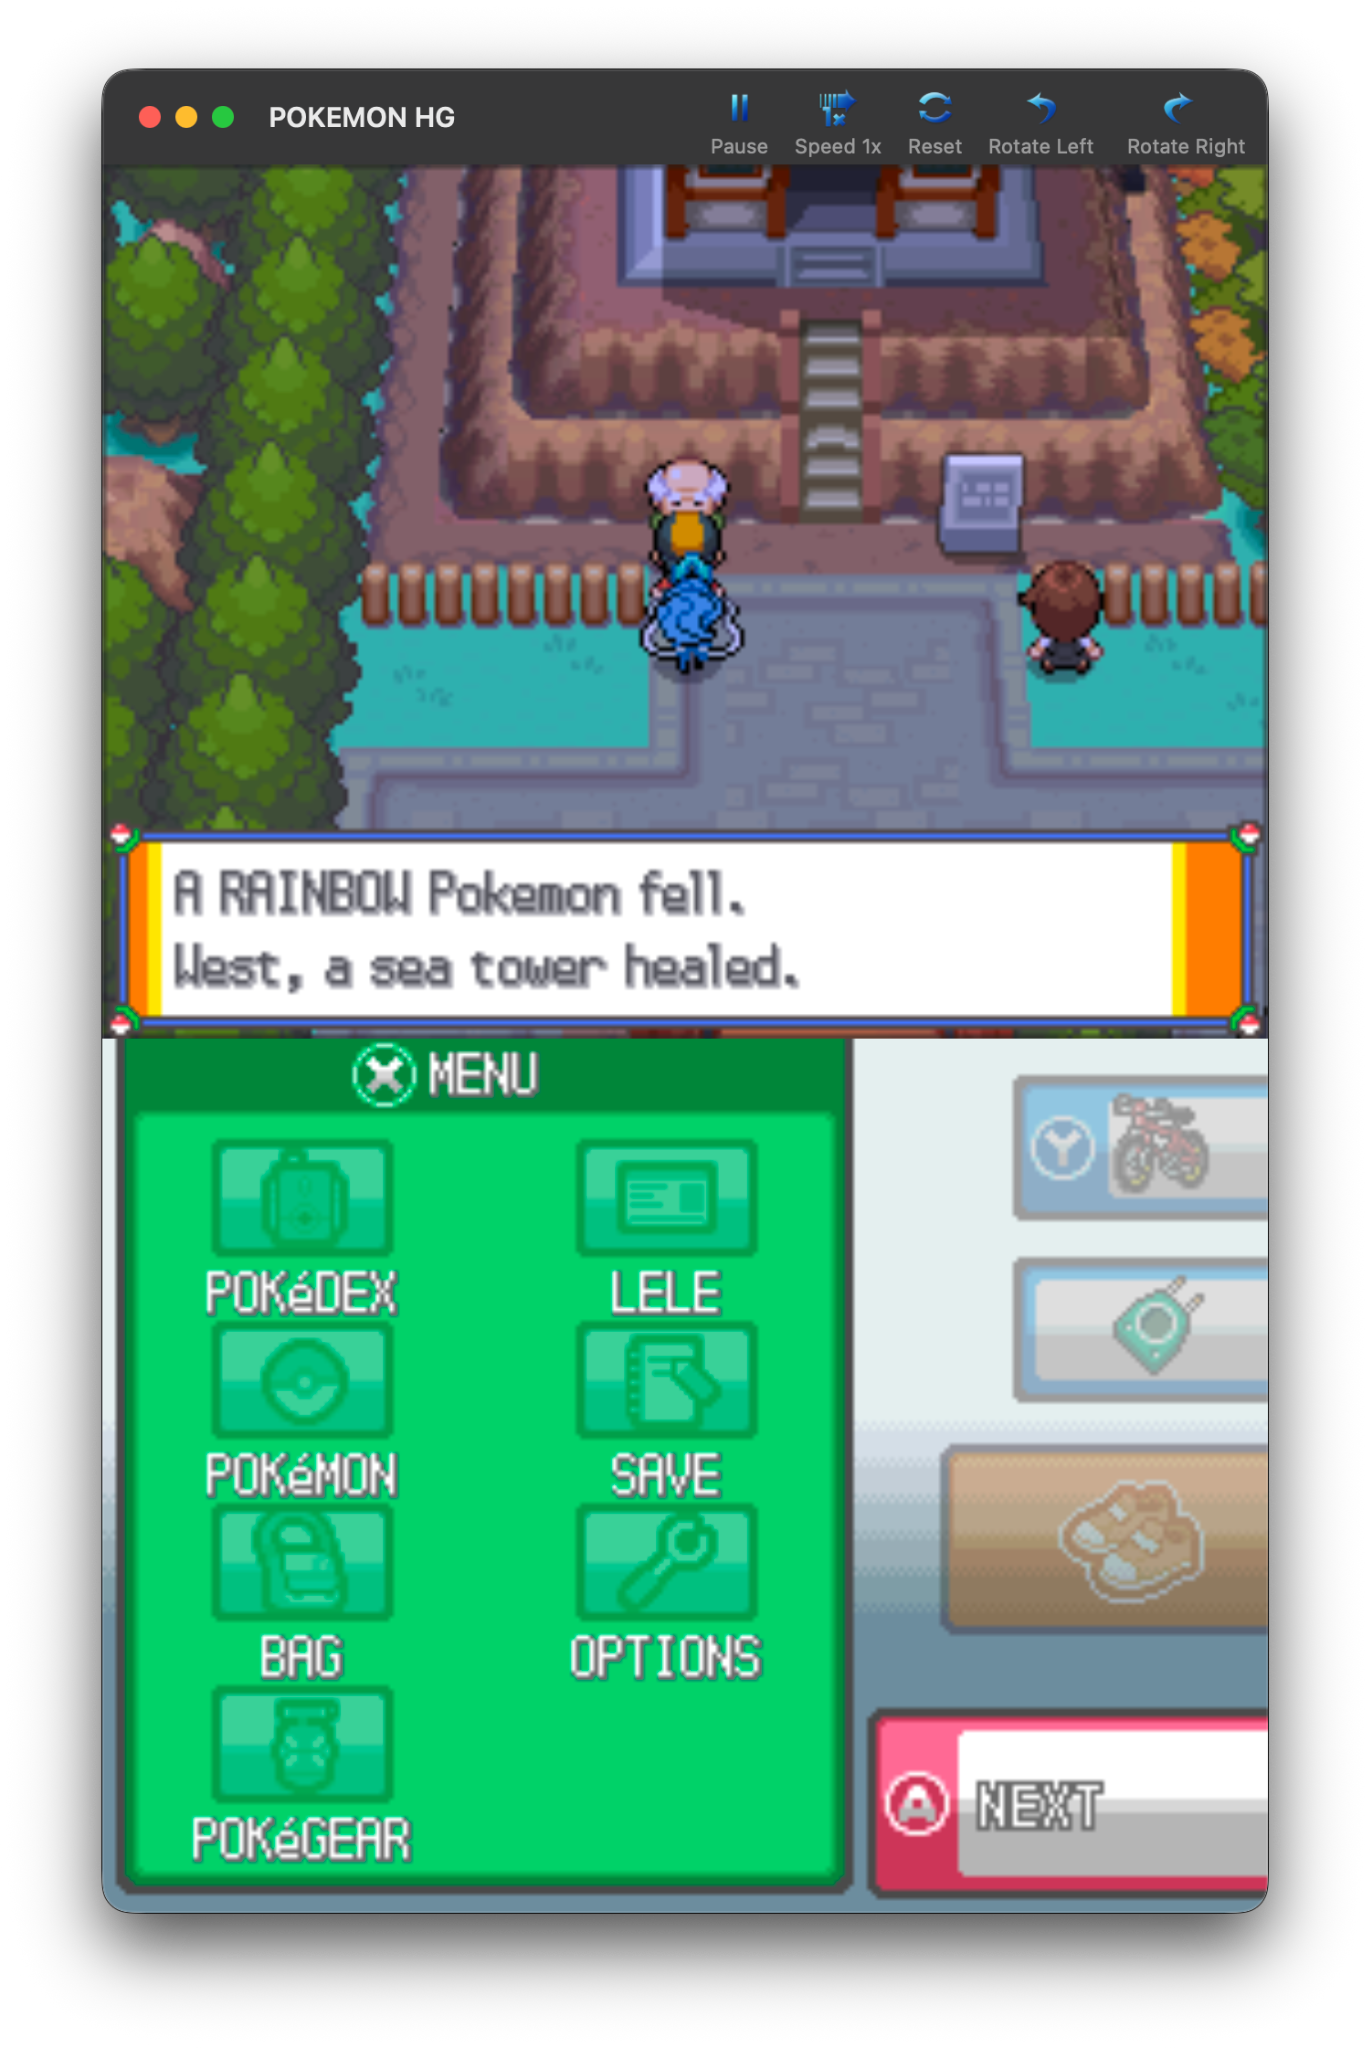 POKEMON HG
Pause
Speed 1x
Reset
Rotate Left
Rotate Right
A RAINBOW Pokemon fell.
West, a sea tower healed.
X MENU
POKéDEX
LELE
POKéMON
SAVE
BAG
OPTIONS
POKéGEAR
Y
A NEXT